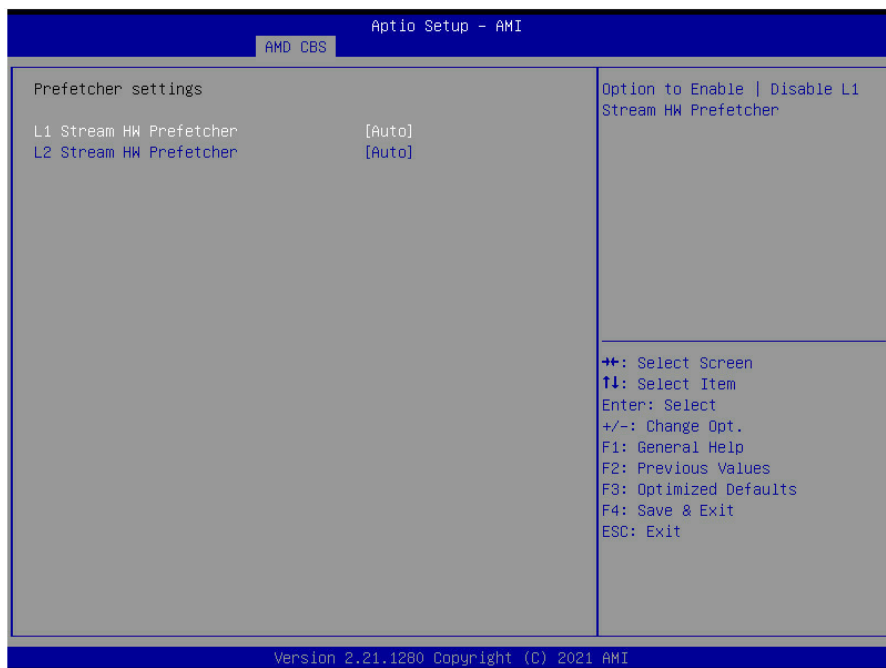 Aptio Setup - AMI
AMD CBS
Prefetcher settings
L1 Stream HW Prefetcher [Auto]
L2 Stream HW Prefetcher [Auto]
Option to Enable | Disable L1
Stream HW Prefetcher
→←: Select Screen
↑↓: Select Item
Enter: Select
+/-: Change Opt.
F1: General Help
F2: Previous Values
F3: Optimized Defaults
F4: Save & Exit
ESC: Exit
Version 2.21.1280 Copyright (C) 2021 AMI